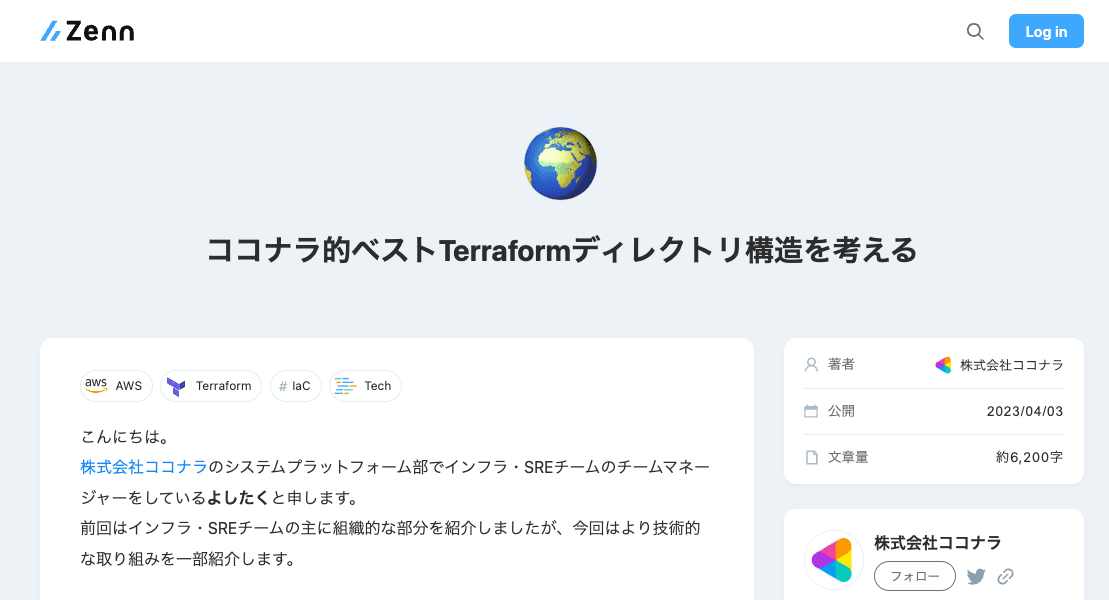 Zenn
Log in
ココナラ的ベストTerraformディレクトリ構造を考える
aws AWS
Terraform
# IaC
Tech
こんにちは。
株式会社ココナラのシステムプラットフォーム部でインフラ・SREチームのチームマネー
ジャーをしているよしたくと申します。
前回はインフラ・SREチームの主に組織的な部分を紹介しましたが、今回はより技術的
な取り組みを一部紹介します。
著者 株式会社ココナラ
公開 2023/04/03
文章量 約6,200字
株式会社ココナラ
フォロー